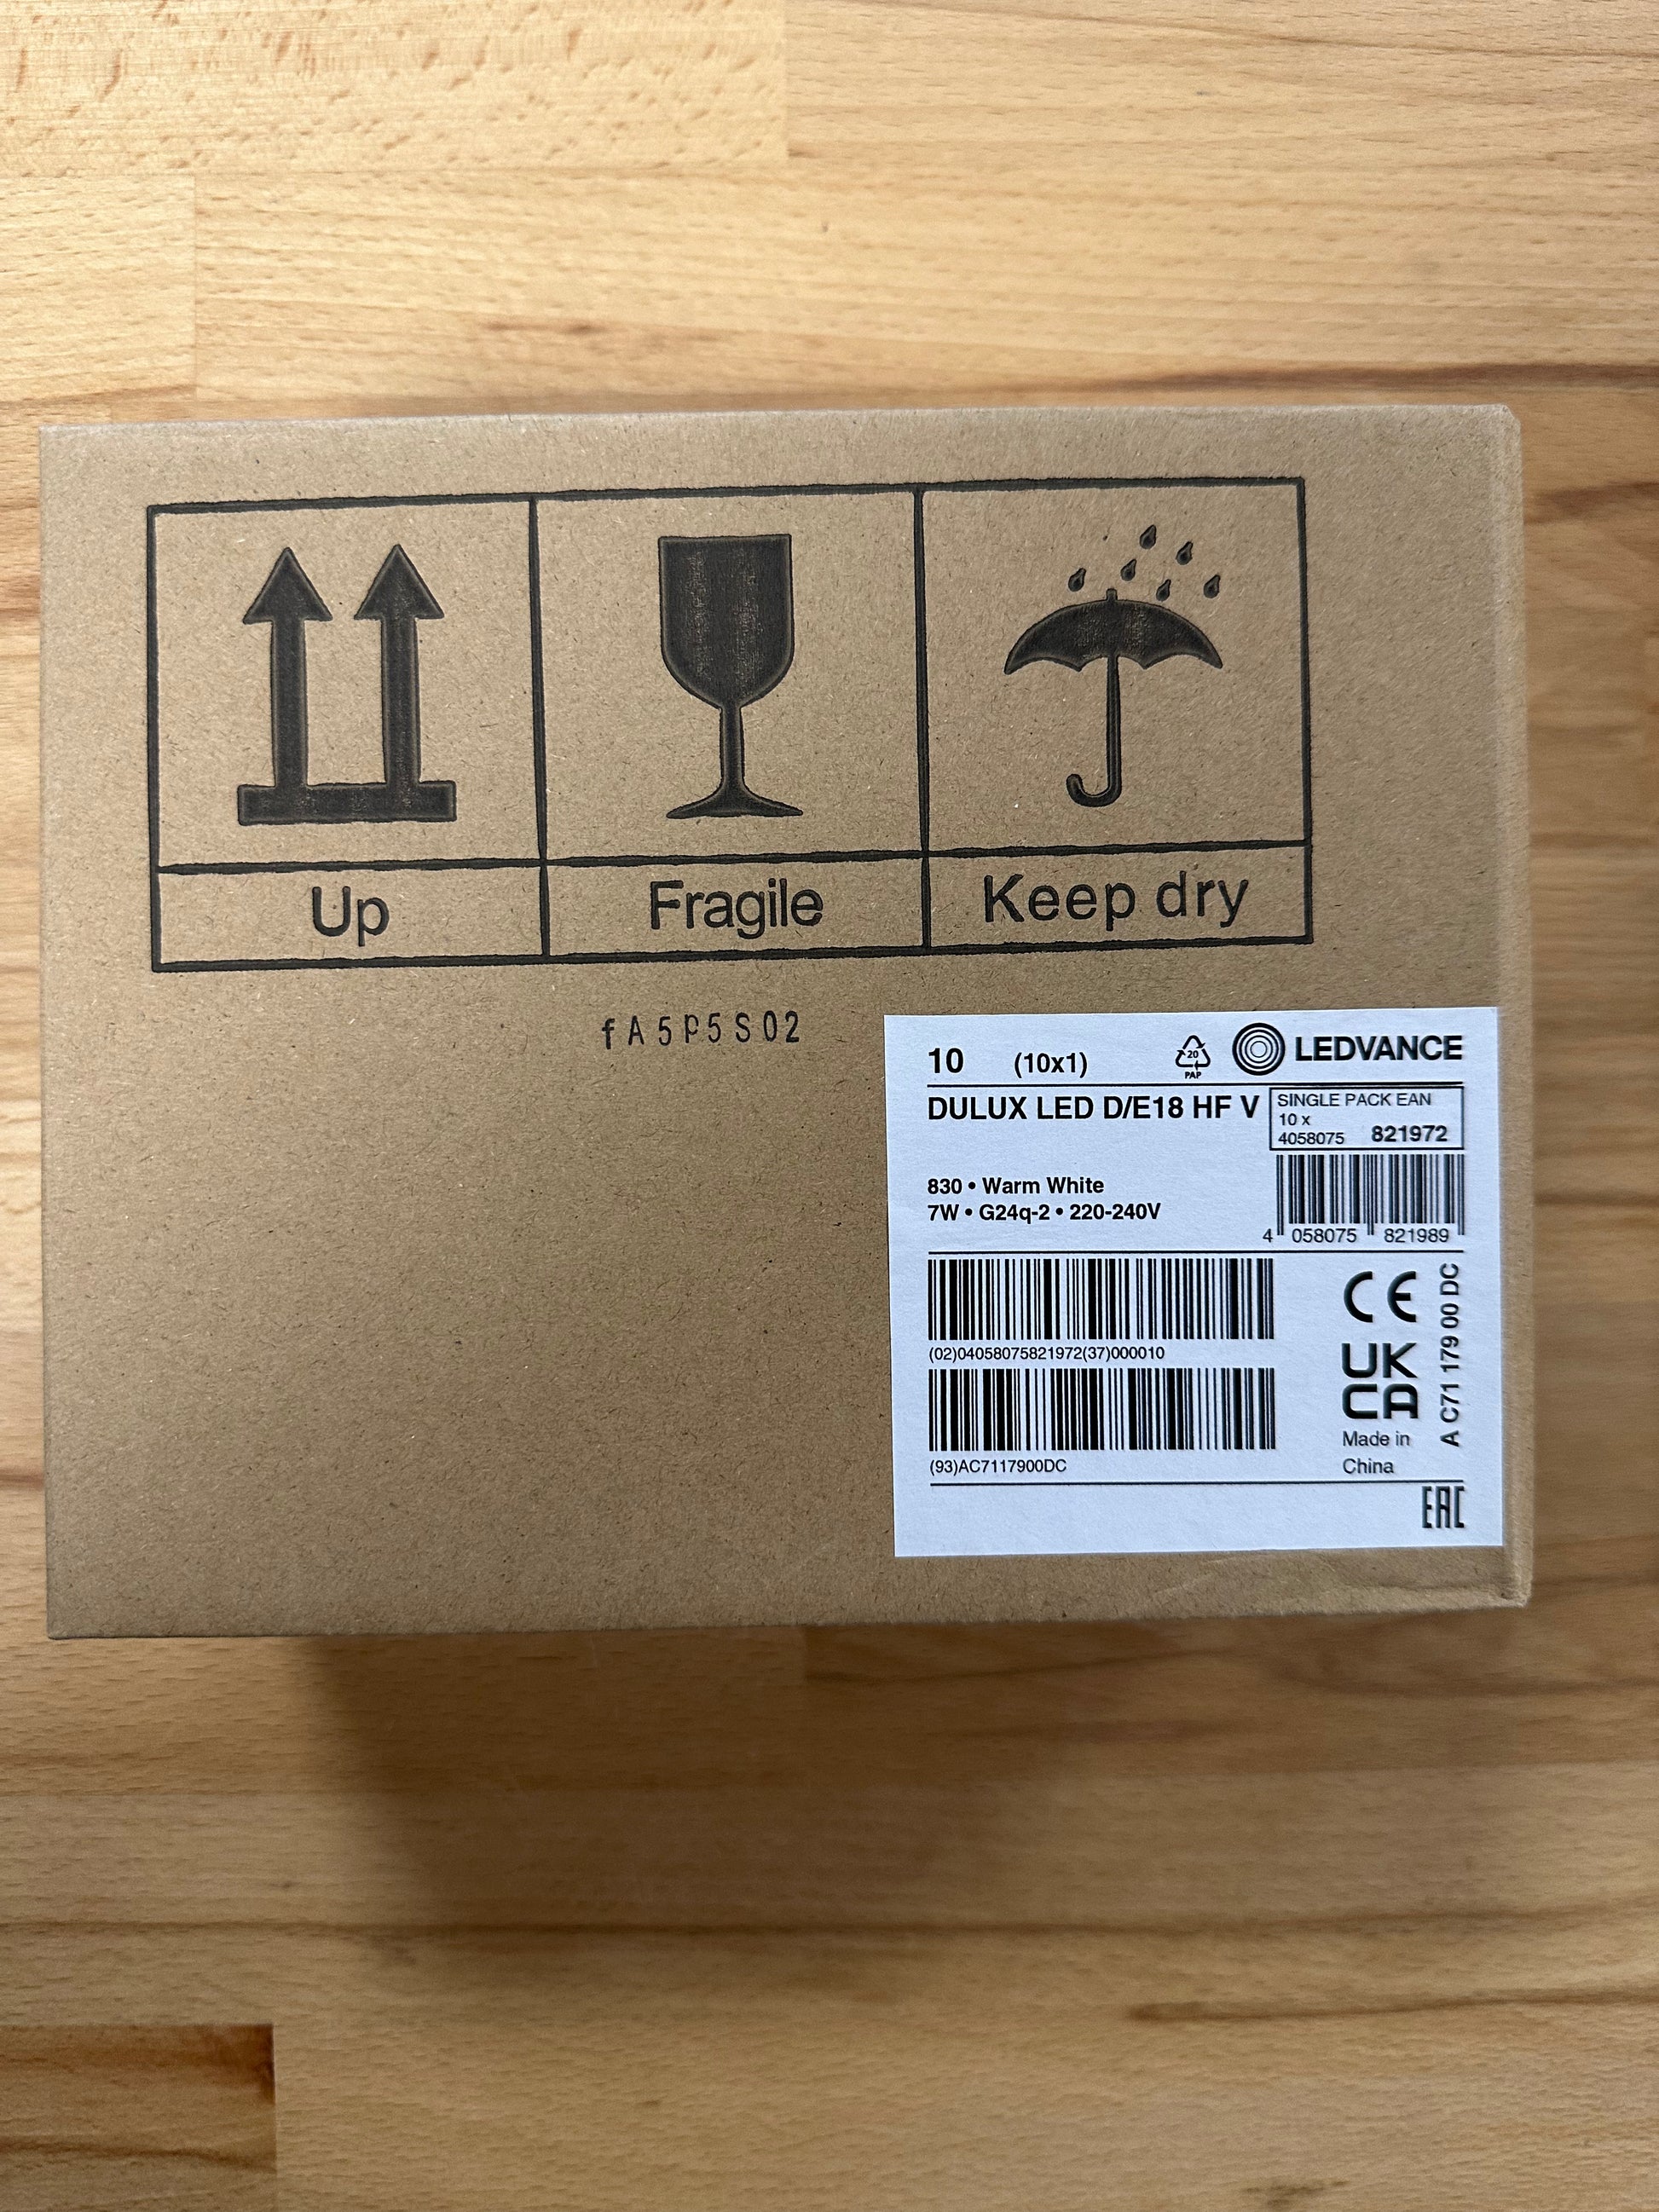 Up
Fragile
Keep dry
fA5P5S02
10 (10x1)
20
PAP
LEDVANCE
DULUX LED D/E18 HF V
SINGLE PACK EAN
10 x
4058075 821972
830 • Warm White
7W • G24q-2 • 220-240V
4 058075 821989
(02)04058075821972(37)000010
(93)AC7117900DC
CE
UK
CA
Made in
China
A C71 179 00 DC
EAC